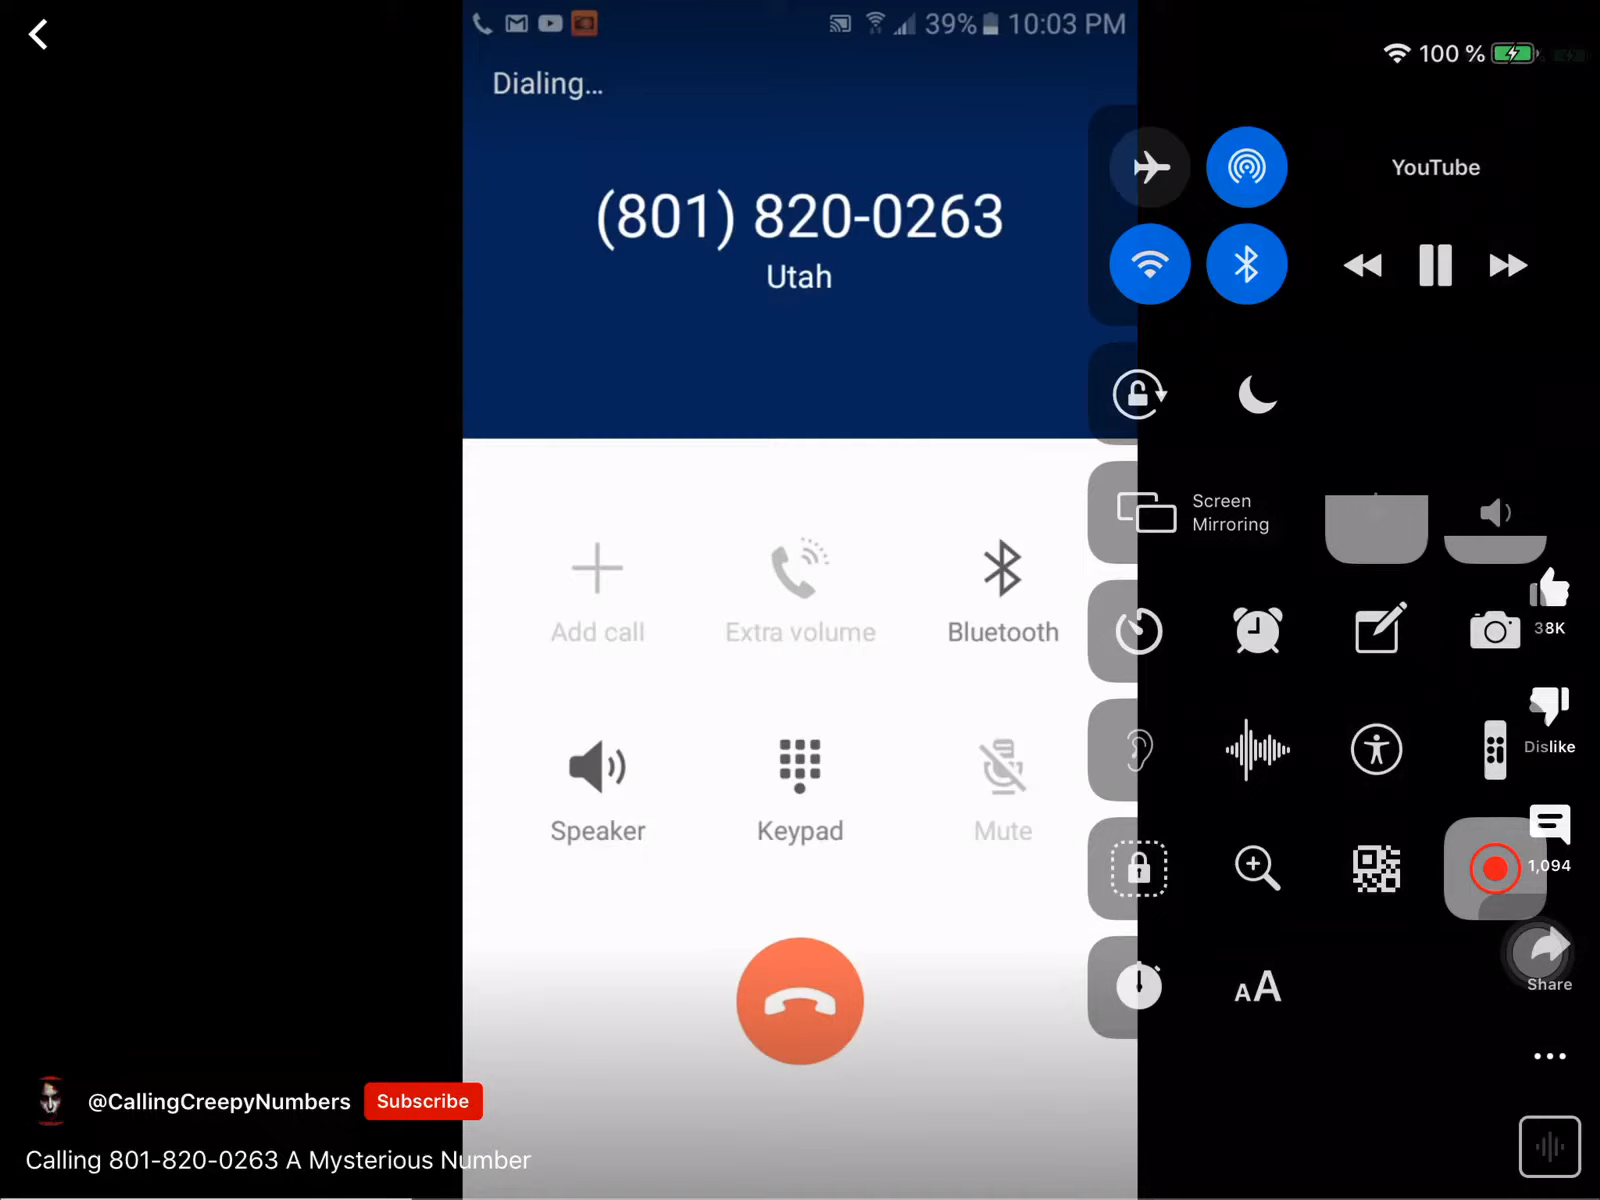 39% 10:03 PM
100 %
Dialing...
(801) 820-0263
Utah
YouTube
Screen
Mirroring
Add call
Extra volume
Bluetooth
38K
Dislike
Speaker
Keypad
Mute
1,094
AA
Share
@CallingCreepyNumbers
Subscribe
Calling 801-820-0263 A Mysterious Number